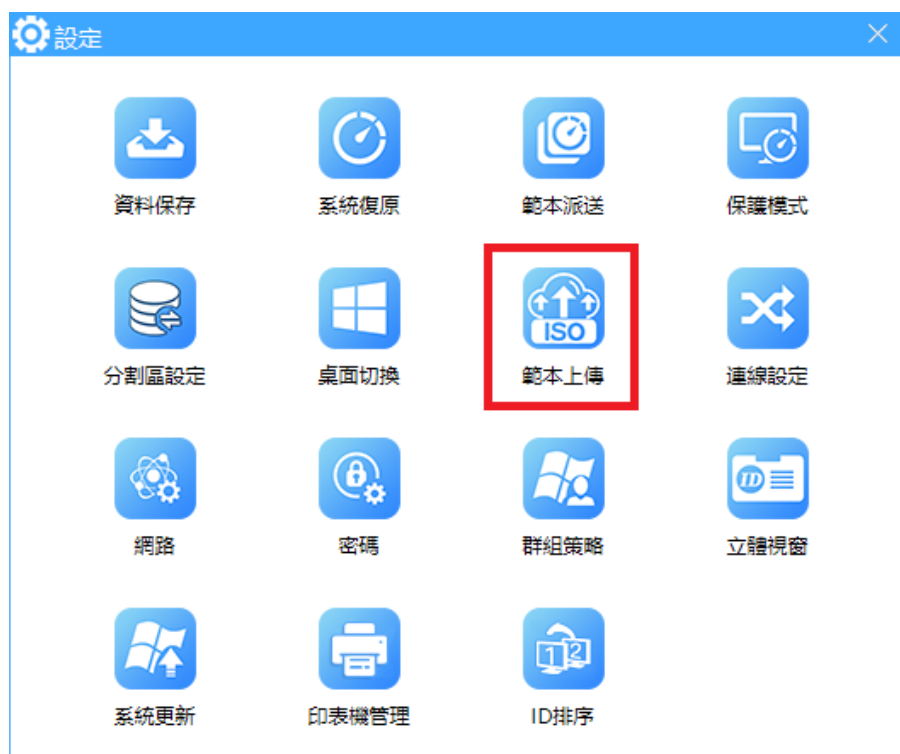 設定
資料保存
系統復原
範本派送
保護模式
分割區設定
桌面切換
ISO
範本上傳
連線設定
網路
密碼
群組策略
ID
立體視窗
系統更新
印表機管理
1 2
ID排序